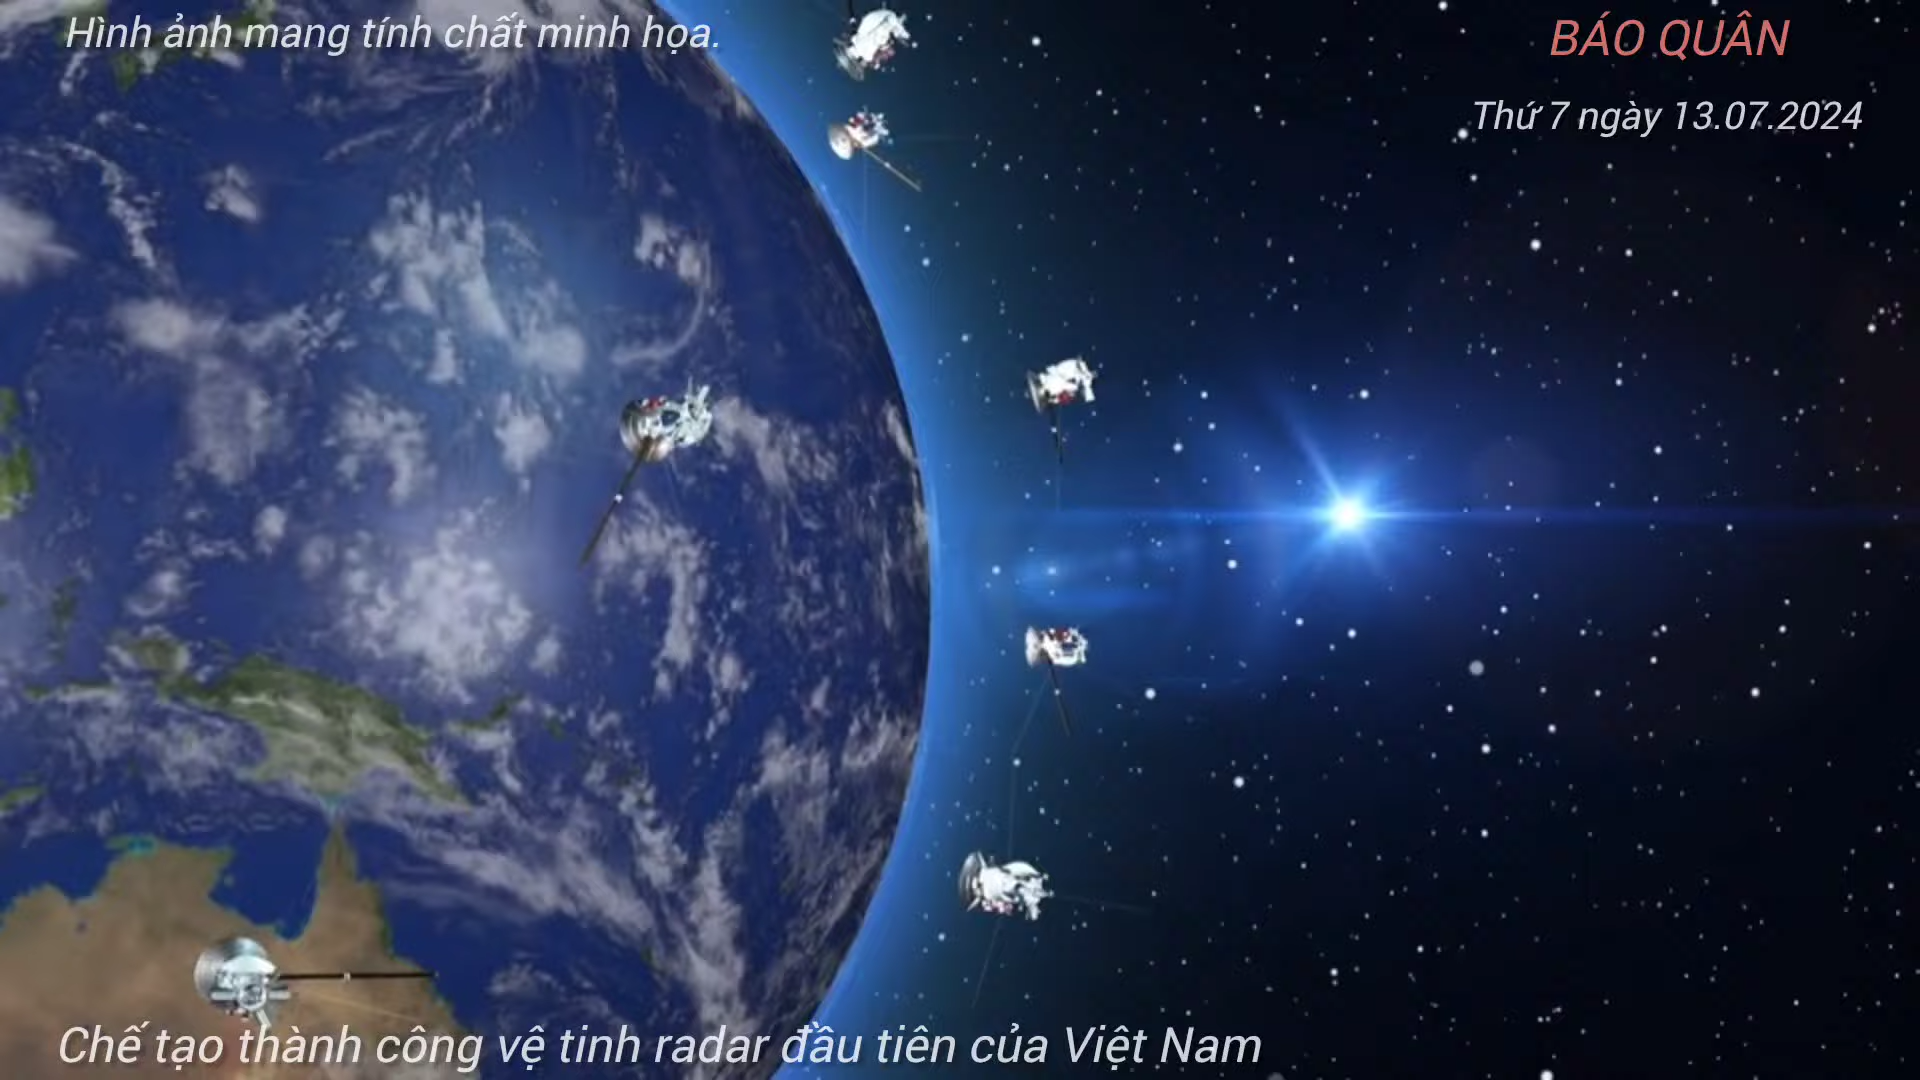 Hình ảnh mang tính chất minh họa.
BÁO QUÂN
Thứ 7 ngày 13.07.2024
Chế tạo thành công vệ tinh radar đầu tiên của Việt Nam